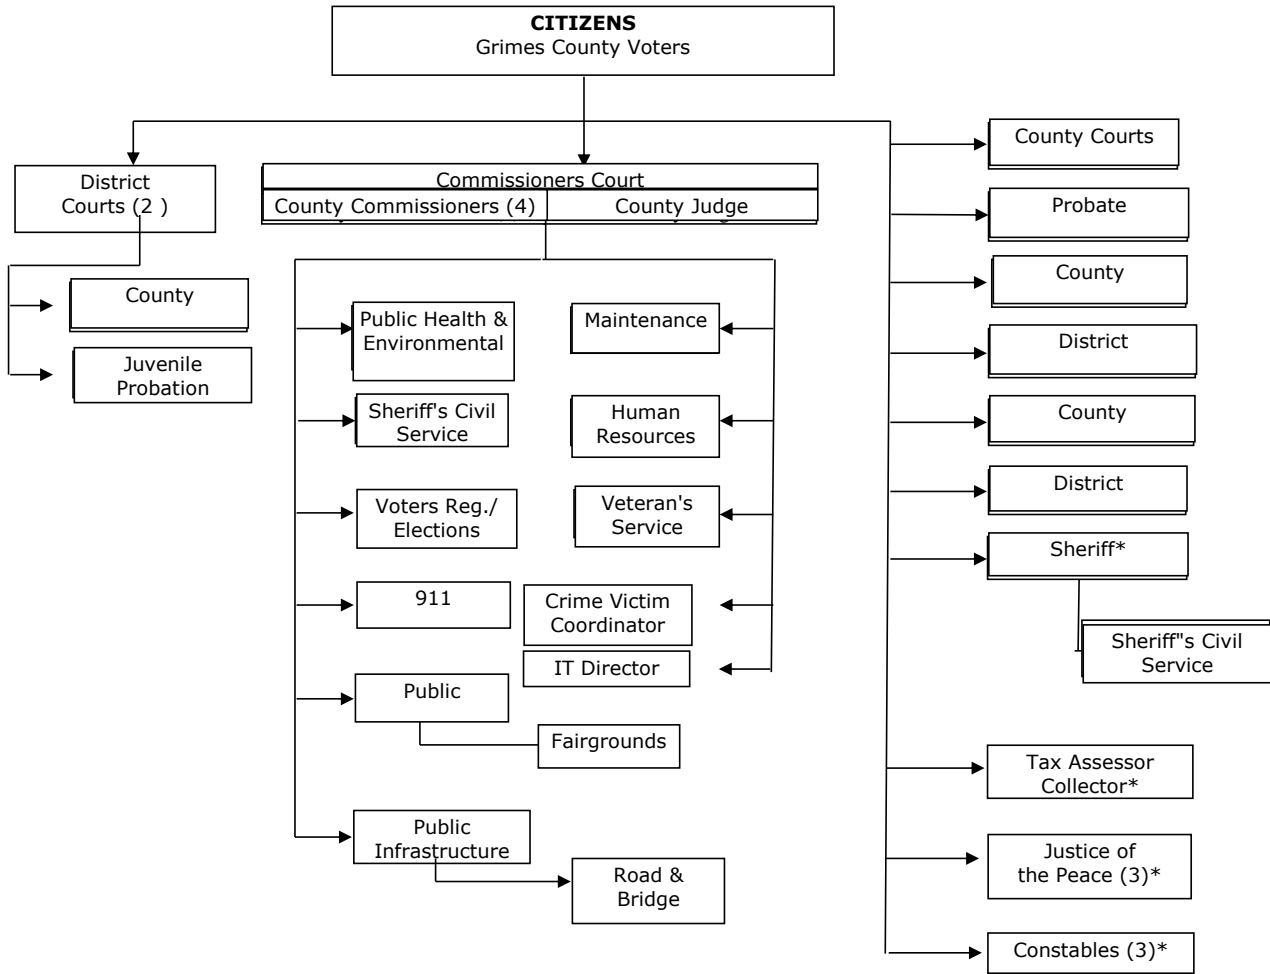 CITIZENS
Grimes County Voters
District
Courts (2 )
County
Juvenile
Probation
Commissioners Court
County Commissioners (4)
County Judge
Public Health &
Environmental
Sheriff's Civil
Service
Voters Reg./
Elections
911
Public
Fairgrounds
Public
Infrastructure
Road &
Bridge
Maintenance
Human
Resources
Veteran's
Service
Crime Victim
Coordinator
IT Director
County Courts
Probate
County
District
County
District
Sheriff*
Sheriff"s Civil
Service
Tax Assessor
Collector*
Justice of
the Peace (3)*
Constables (3)*